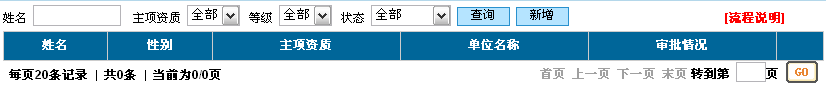 姓名 主项资质 全部 等级 全部 状态 全部 查询 新增 [流程说明]
姓名 性别 主项资质 单位名称 审批情况
每页20条记录 | 共0条 | 当前为0/0页 首页 上一页 下一页 末页 转到第 页 GO